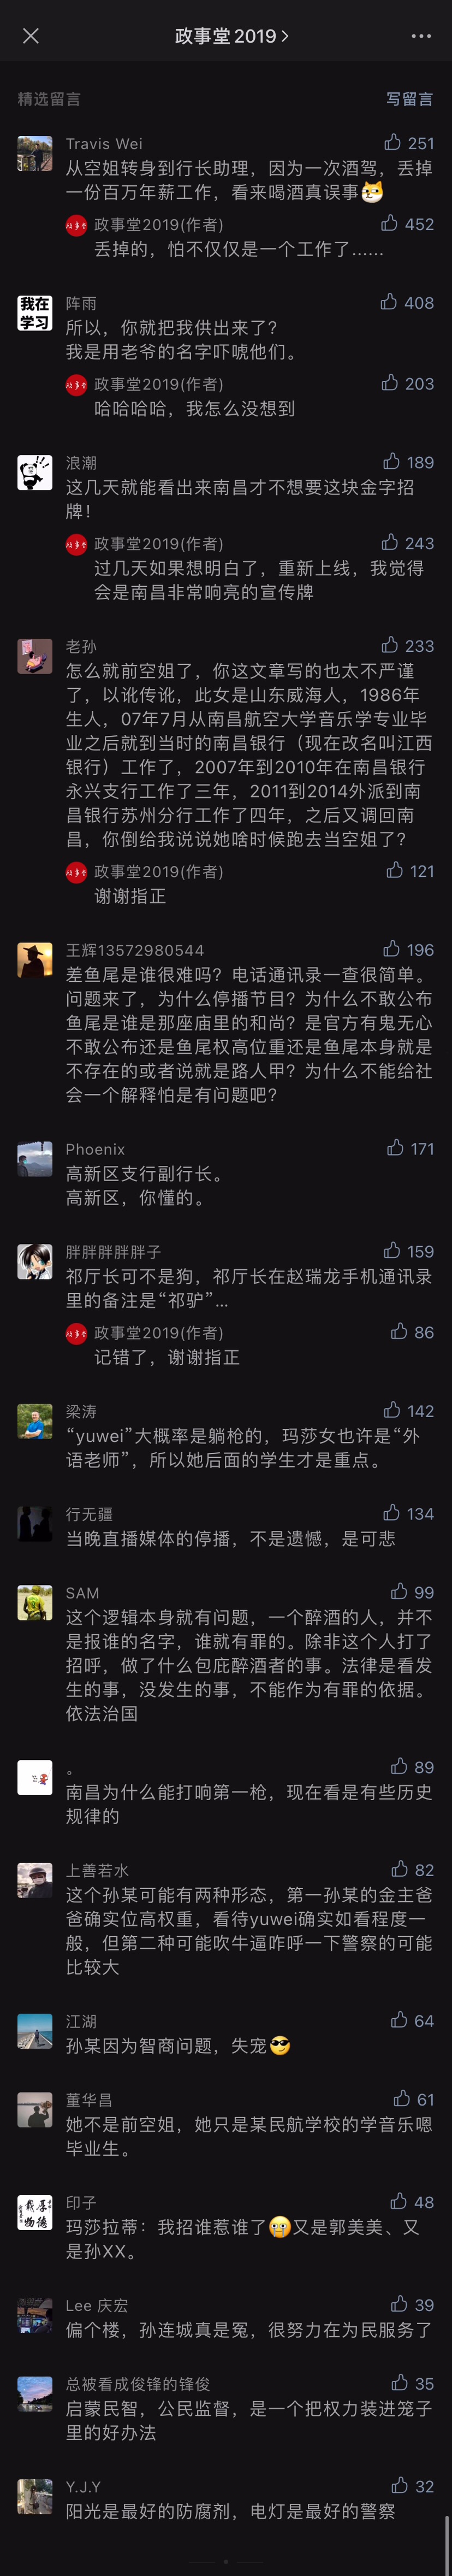 政事堂2019
精选留言
写留言
Travis Wei
251
从空姐转身到行长助理，因为一次酒驾，丢掉
一份百万年薪工作，看来喝酒真误事
政事堂2019(作者)
452
丢掉的，怕不仅仅是一个工作了......
我在
学习
阵雨
408
所以，你就把我供出来了？
我是用老爷的名字吓唬他们。
政事堂2019(作者)
203
哈哈哈哈，我怎么没想到
浪潮
189
这几天就能看出来南昌才不想要这块金字招
牌！
政事堂2019(作者)
243
过几天如果想明白了，重新上线，我觉得
会是南昌非常响亮的宣传牌
老孙
233
怎么就前空姐了，你这文章写的也太不严谨
了，以讹传讹，此女是山东威海人，1986年
生人，07年7月从南昌航空大学音乐学专业毕
业之后就到当时的南昌银行（现在改名叫江西
银行）工作了，2007年到2010年在南昌银行
永兴支行工作了三年，2011到2014外派到南
昌银行苏州分行工作了四年，之后又调回南
昌，你倒给我说说她啥时候跑去当空姐了？
政事堂2019(作者)
121
谢谢指正
王辉13572980544
196
差鱼尾是谁很难吗？电话通讯录一查很简单。
问题来了，为什么停播节目？为什么不敢公布
鱼尾是谁是那座庙里的和尚？是官方有鬼无心
不敢公布还是鱼尾权高位重还是鱼尾本身就是
不存在的或者说就是路人甲？为什么不能给社
会一个解释怕是有问题吧？
Phoenix
171
高新区支行副行长。
高新区，你懂的。
胖胖胖胖胖子
159
祁厅长可不是狗，祁厅长在赵瑞龙手机通讯录
里的备注是“祁驴”...
政事堂2019(作者)
86
记错了，谢谢指正
梁涛
142
“yuwei”大概率是躺枪的，玛莎女也许是“外
语老师”，所以她后面的学生才是重点。
行无疆
134
当晚直播媒体的停播，不是遗憾，是可悲
SAM
99
这个逻辑本身就有问题，一个醉酒的人，并不
是报谁的名字，谁就有罪的。除非这个人打了
招呼，做了什么包庇醉酒者的事。法律是看发
生的事，没发生的事，不能作为有罪的依据。
依法治国
。
89
南昌为什么能打响第一枪，现在看是有些历史
规律的
上善若水
82
这个孙某可能有两种形态，第一孙某的金主爸
爸确实位高权重，看待yuwei确实如看程度一
般，但第二种可能吹牛逼咋呼一下警察的可能
比较大
江湖
64
孙某因为智商问题，失宠
董华昌
61
她不是前空姐，她只是某民航学校的学音乐嗯
毕业生。
印子
48
玛莎拉蒂：我招谁惹谁了又是郭美美、又
是孙XX。
Lee 庆宏
39
偏个楼，孙连城真是冤，很努力在为民服务了
总被看成俊锋的锋俊
35
启蒙民智，公民监督，是一个把权力装进笼子
里的好办法
Y.J.Y
32
阳光是最好的防腐剂，电灯是最好的警察